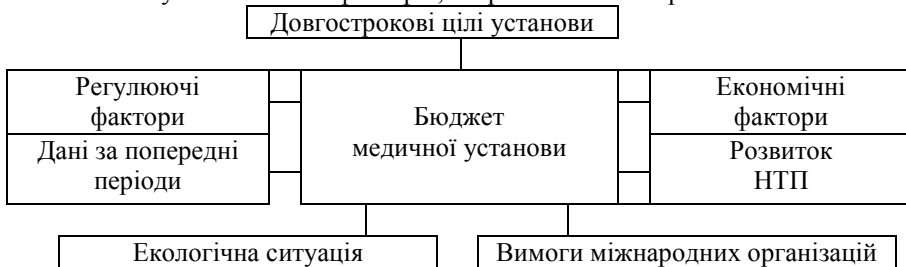 Довгострокові цілі установи
Регулюючі
фактори
Дані за попередні
періоди
Бюджет
медичної установи
Економічні
фактори
Розвиток
НТП
Екологічна ситуація
Вимоги міжнародних організацій